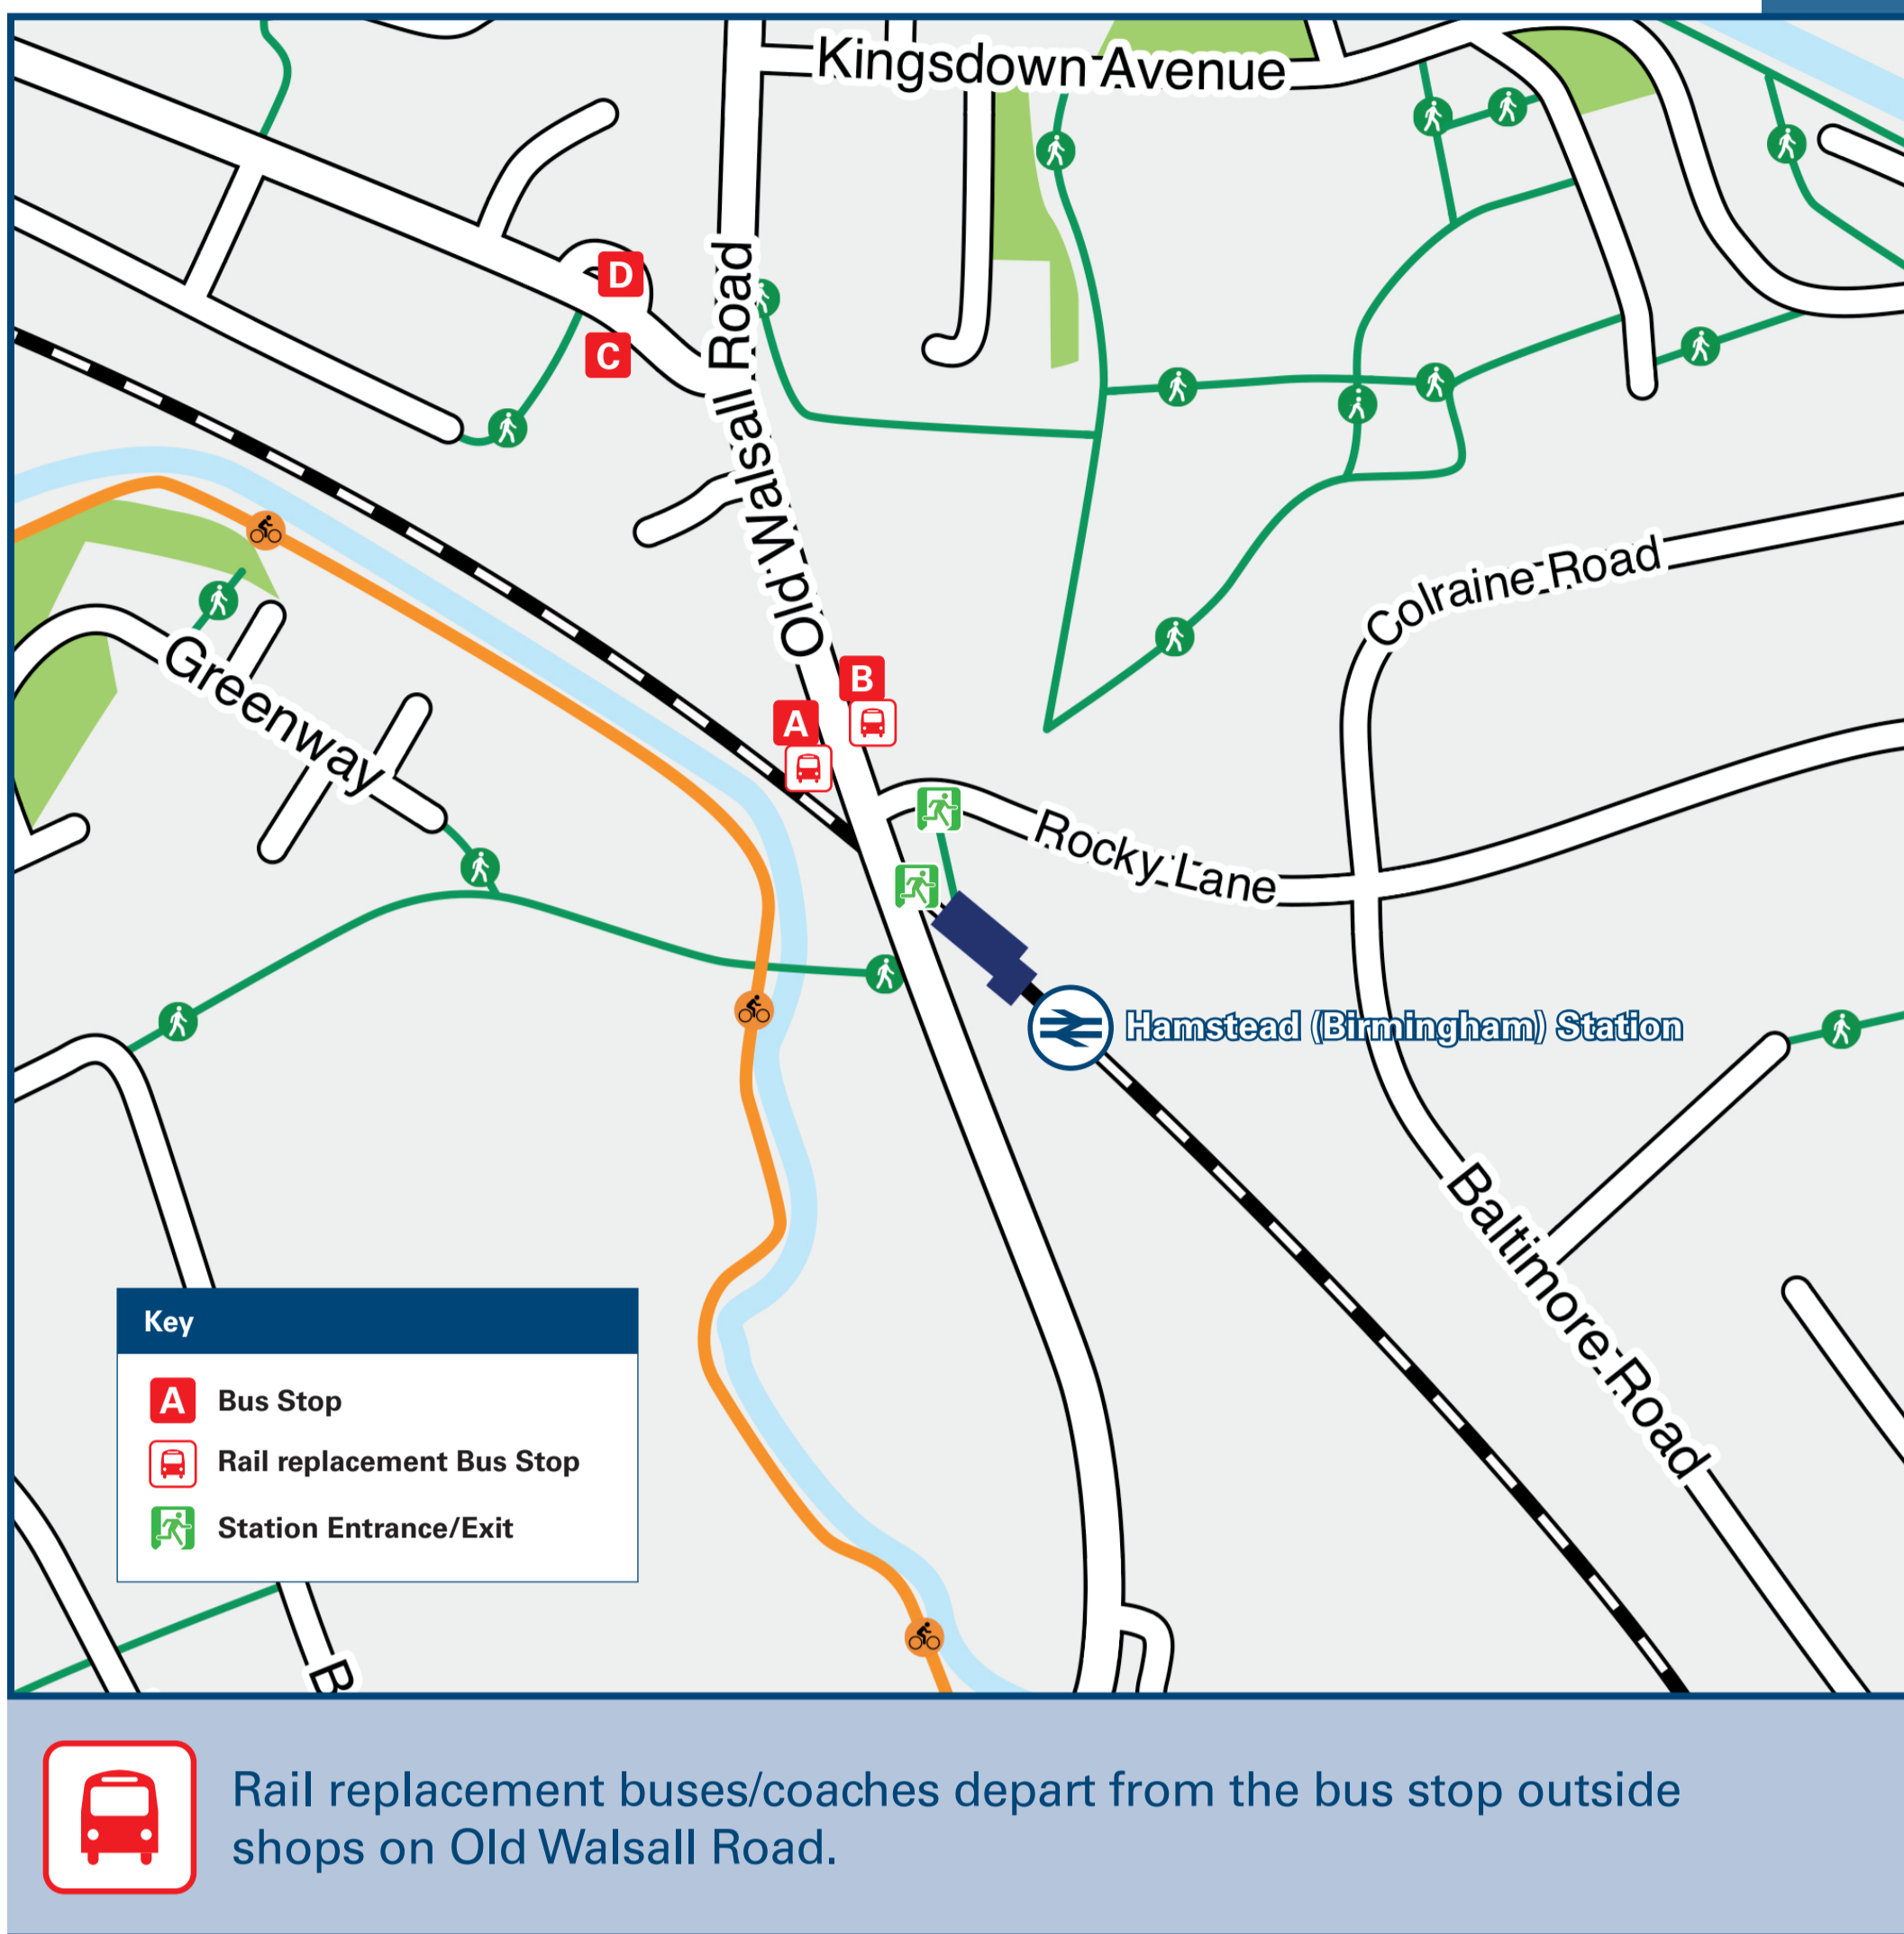 Kingsdown Avenue
D
C
Old Walsall Road
Colraine Road
Greenway
B
A
Rocky Lane
Hamstead (Birmingham) Station
Baltimore Road
Key
A Bus Stop
Rail replacement Bus Stop
Station Entrance/Exit
B
Rail replacement buses/coaches depart from the bus stop outside
shops on Old Walsall Road.